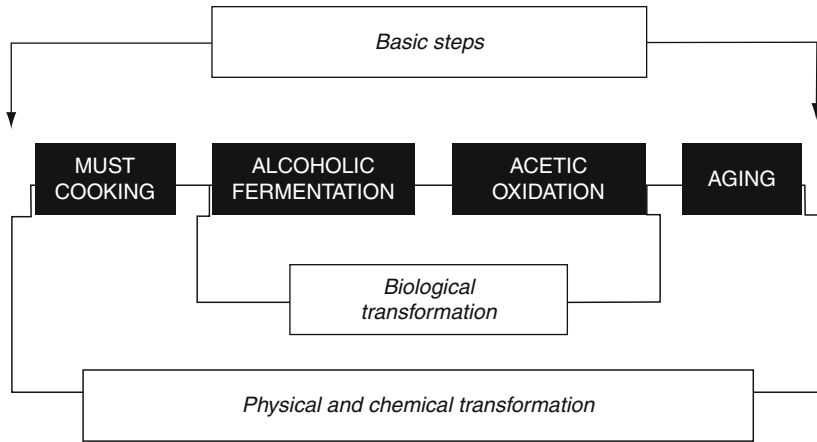 Basic steps
MUST
COOKING
ALCOHOLIC
FERMENTATION
ACETIC
OXIDATION
AGING
Biological
transformation
Physical and chemical transformation